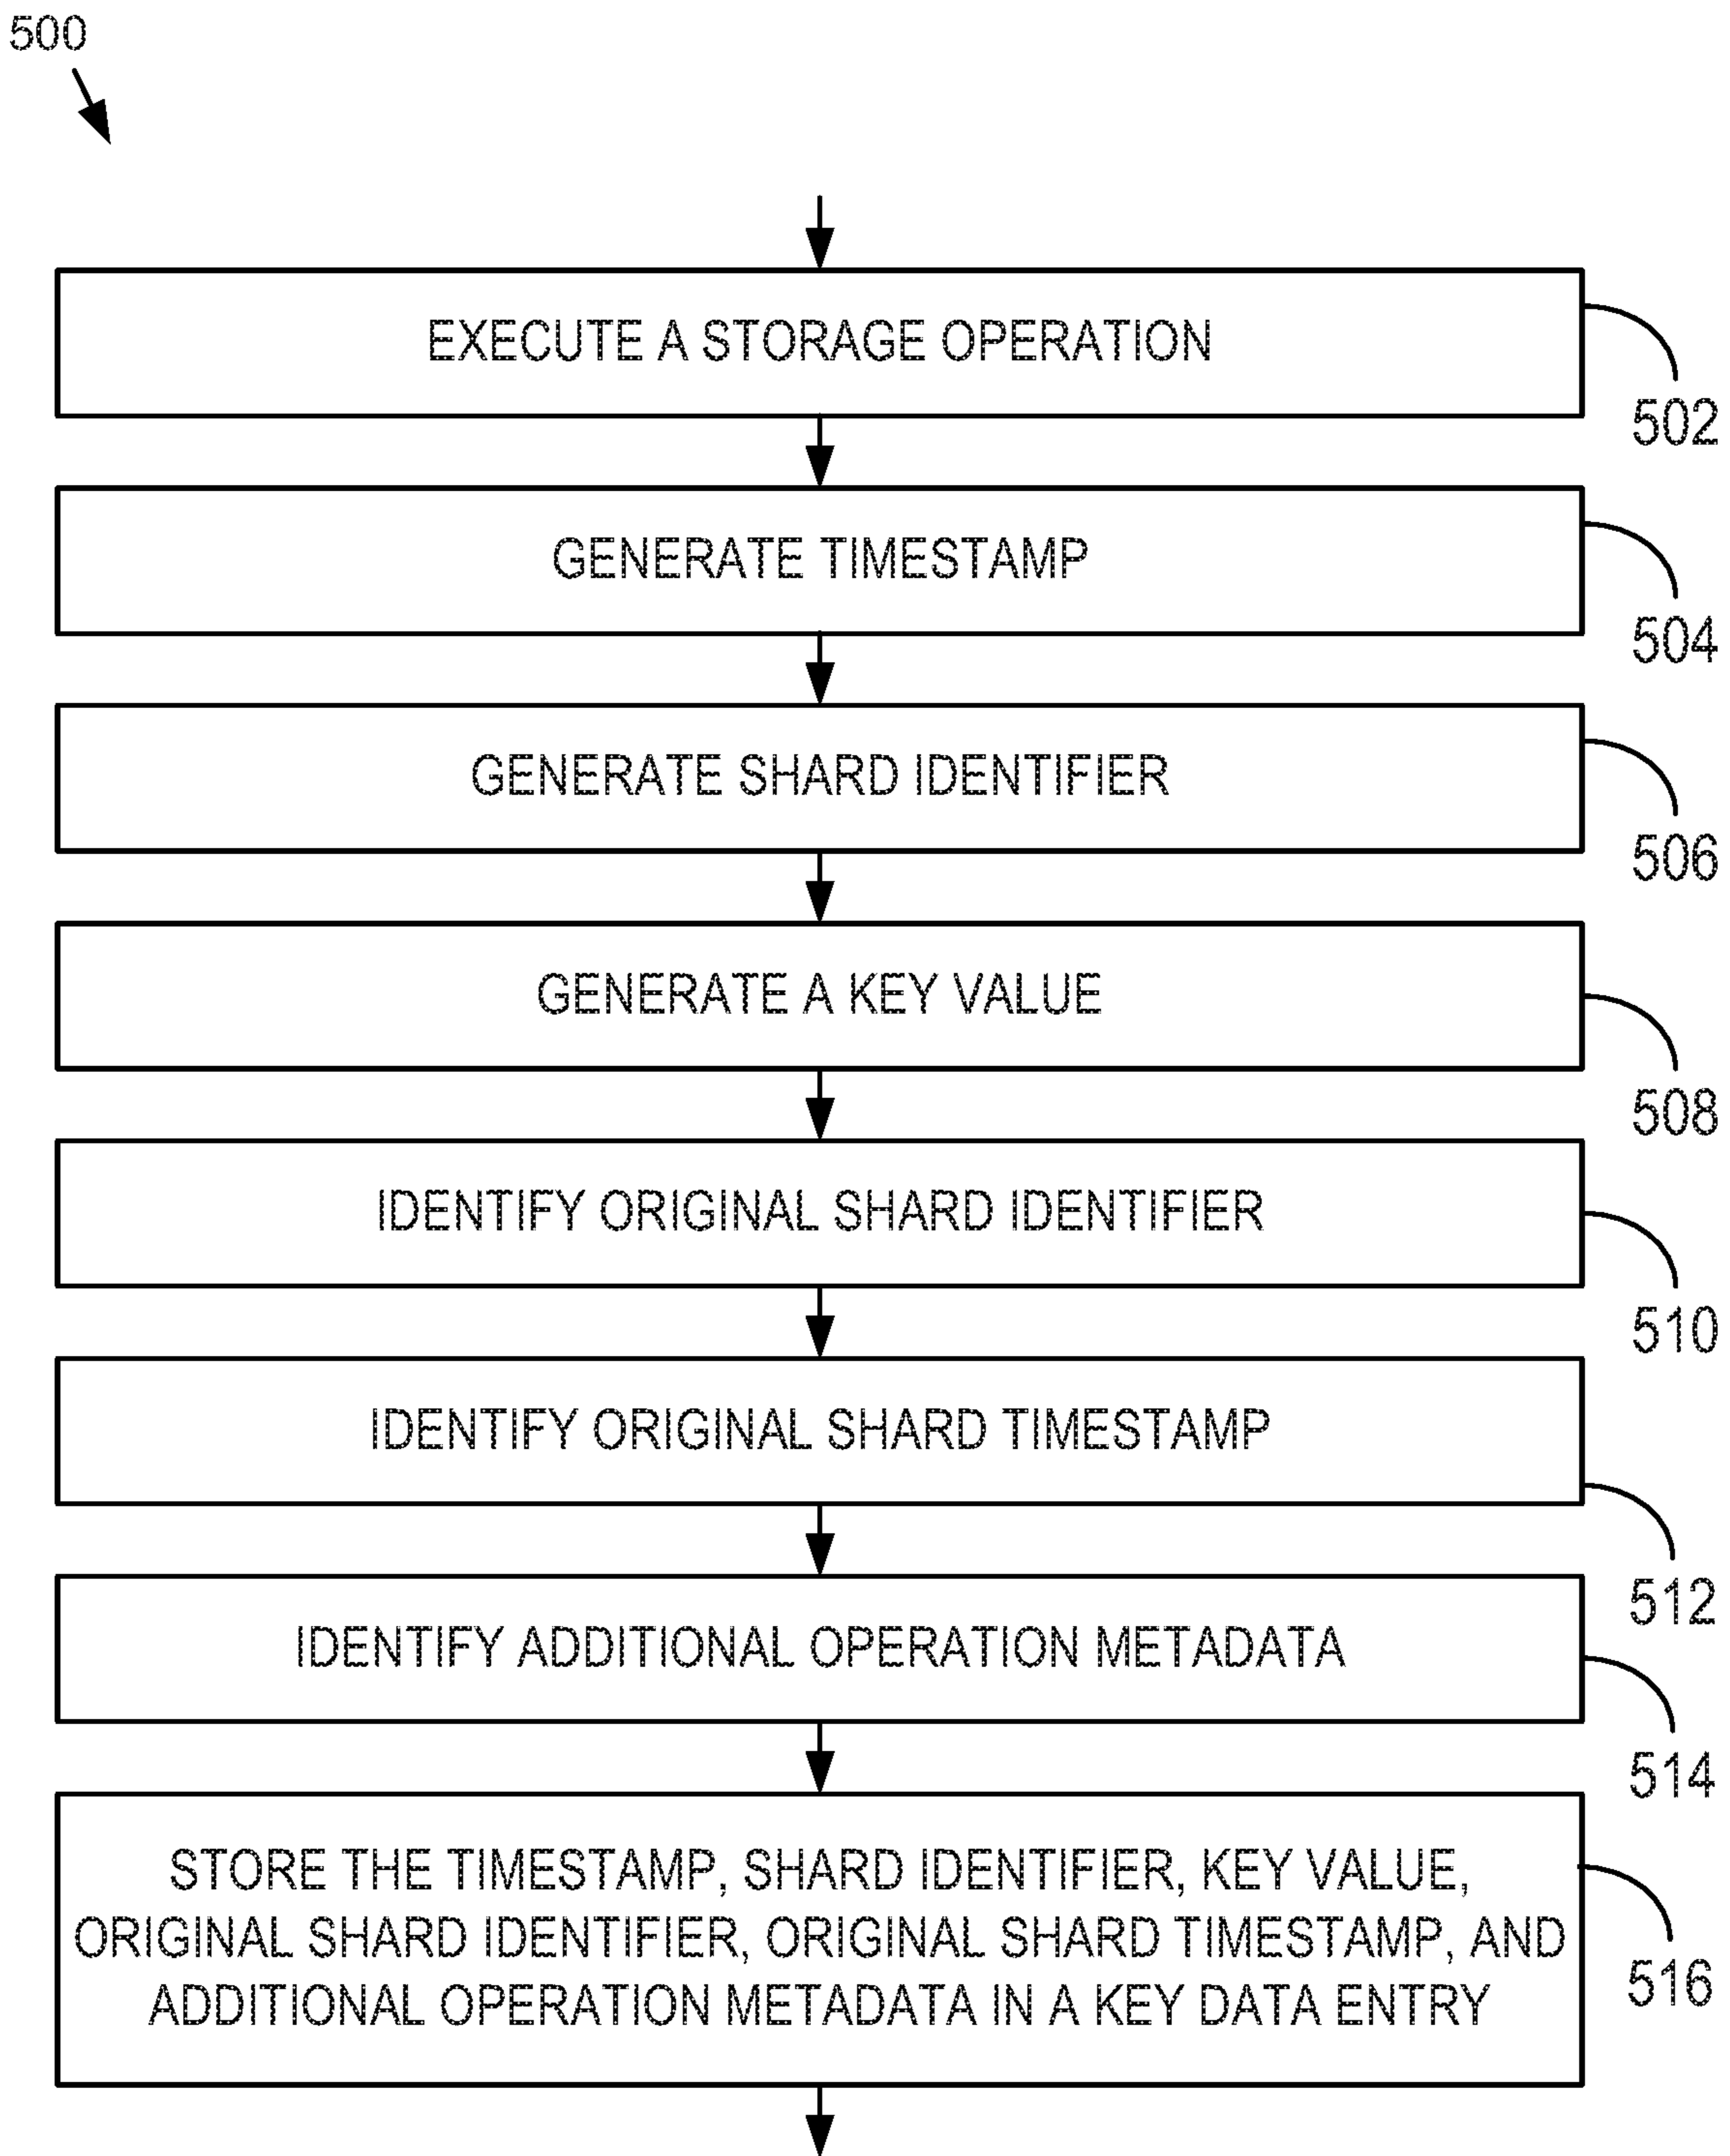 500
EXECUTE A STORAGE OPERATION
502
GENERATE TIMESTAMP
504
GENERATE SHARD IDENTIFIER
506
GENERATE A KEY VALUE
508
IDENTIFY ORIGINAL SHARD IDENTIFIER
510
IDENTIFY ORIGINAL SHARD TIMESTAMP
512
IDENTIFY ADDITIONAL OPERATION METADATA
514
STORE THE TIMESTAMP, SHARD IDENTIFIER, KEY VALUE,
ORIGINAL SHARD IDENTIFIER, ORIGINAL SHARD TIMESTAMP, AND
ADDITIONAL OPERATION METADATA IN A KEY DATA ENTRY
516